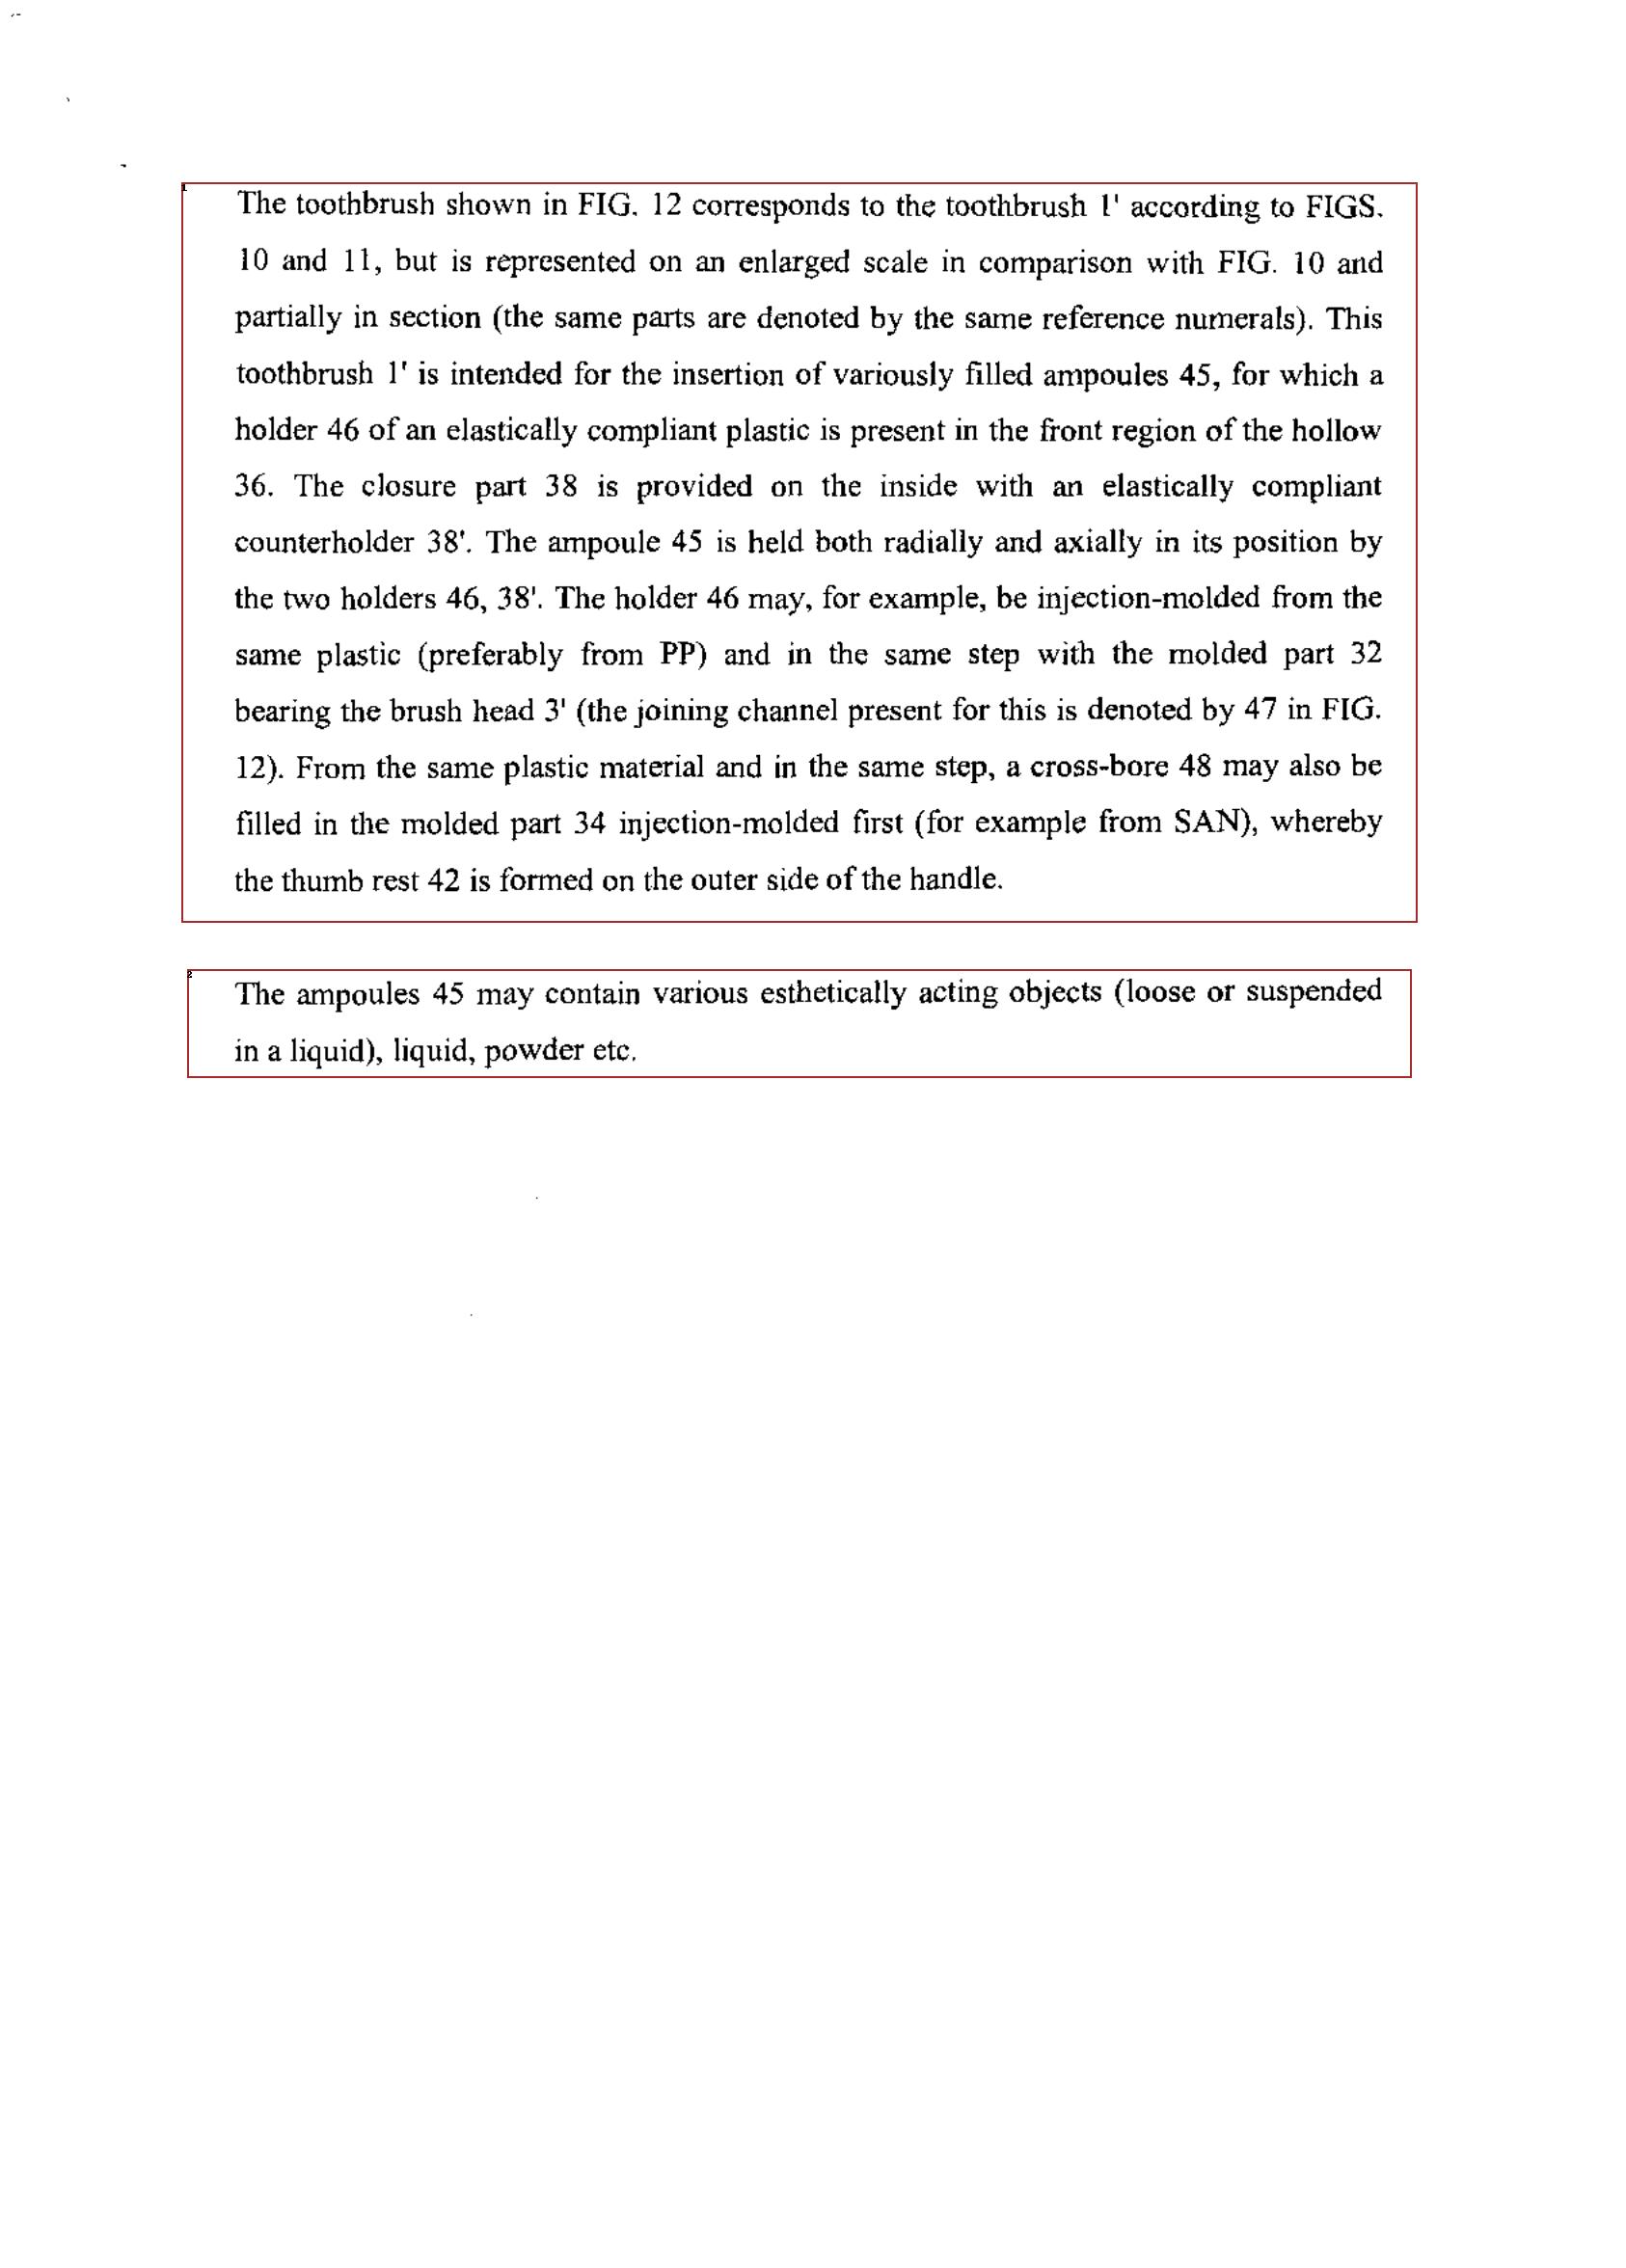 The toothbrush shown in FIG. 12 corresponds to the toothbrush 1' according to FIGS.
10 and 11, but is represented on an enlarged scale in comparison with FIG. 10 and
partially in section (the same parts are denoted by the same reference numerals). This
toothbrush 1' is intended for the insertion of variously filled ampoules 45, for which a
holder 46 of an elastically compliant plastic is present in the front region of the hollow
36. The closure part 38 is provided on the inside with an elastically compliant
counterholder 38'. The ampoule 45 is held both radially and axially in its position by
the two holders 46, 38'. The holder 46 may, for example, be injection-molded from the
same plastic (preferably from PP) and in the same step with the molded part 32
bearing the brush head 3' (the joining channel present for this is denoted by 47 in FIG.
12). From the same plastic material and in the same step, a cross-bore 48 may also be
filled in the molded part 34 injection-molded first (for example from SAN), whereby
the thumb rest 42 is formed on the outer side of the handle.
The ampoules 45 may contain various esthetically acting objects (loose or suspended
in a liquid), liquid, powder etc.